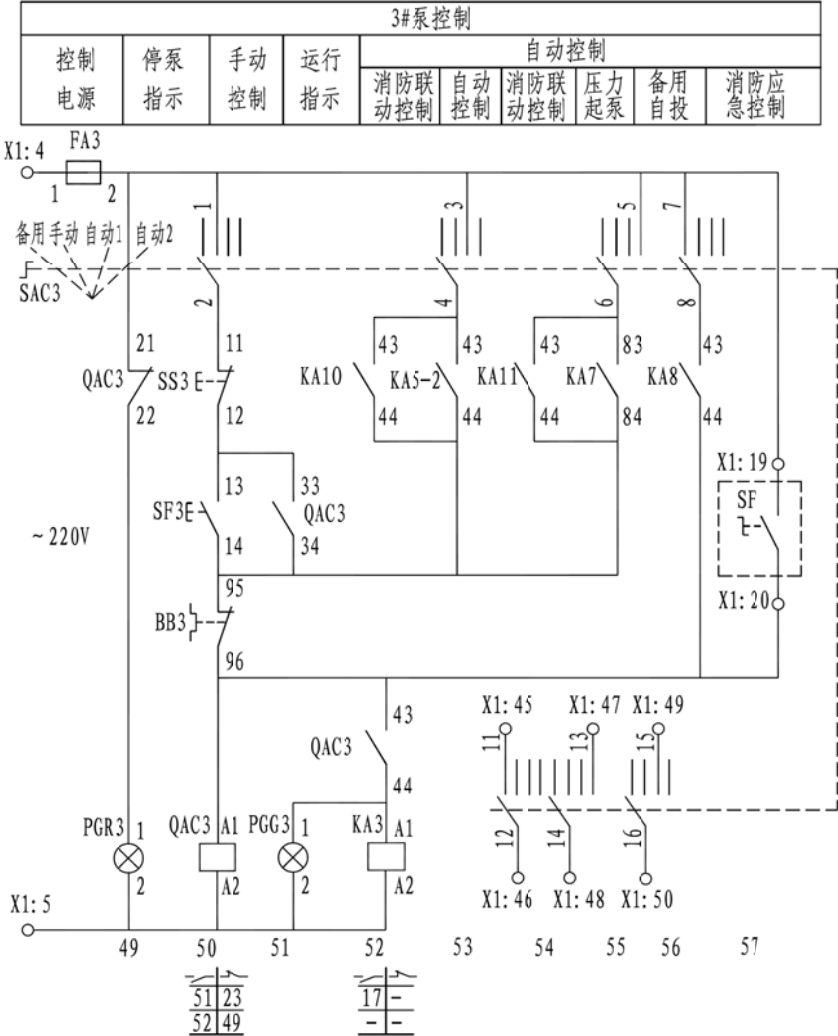 3#泵控制
控制
电源
停泵
指示
手动
控制
运行
指示
自动控制
消防联
动控制
自动
控制
消防联
动控制
压力
起泵
备用
自投
消防应
急控制
X1:4
FA3
1 2
1 3 5 7
备用 手动 自动1 自动2
SAC3
2 4 6 8
21 11 43 43 43 83 43
QAC3 SS3 KA10 KA5-2 KA11 KA7 KA8
22 12 44 44 44 84 44
X1:19
13 33
SF3 QAC3
14 34
SF
~220V
95
BB3
96
X1:20
43
QAC3
44
X1:45 X1:47 X1:49
11 13 15
12 14 16
X1:46 X1:48 X1:50
PGR3 1
2
QAC3 A1
A2
PGG3 1
2
KA3 A1
A2
X1:5
49 50 51 52 53 54 55 56 57
51 23
52 49
17 -
- -